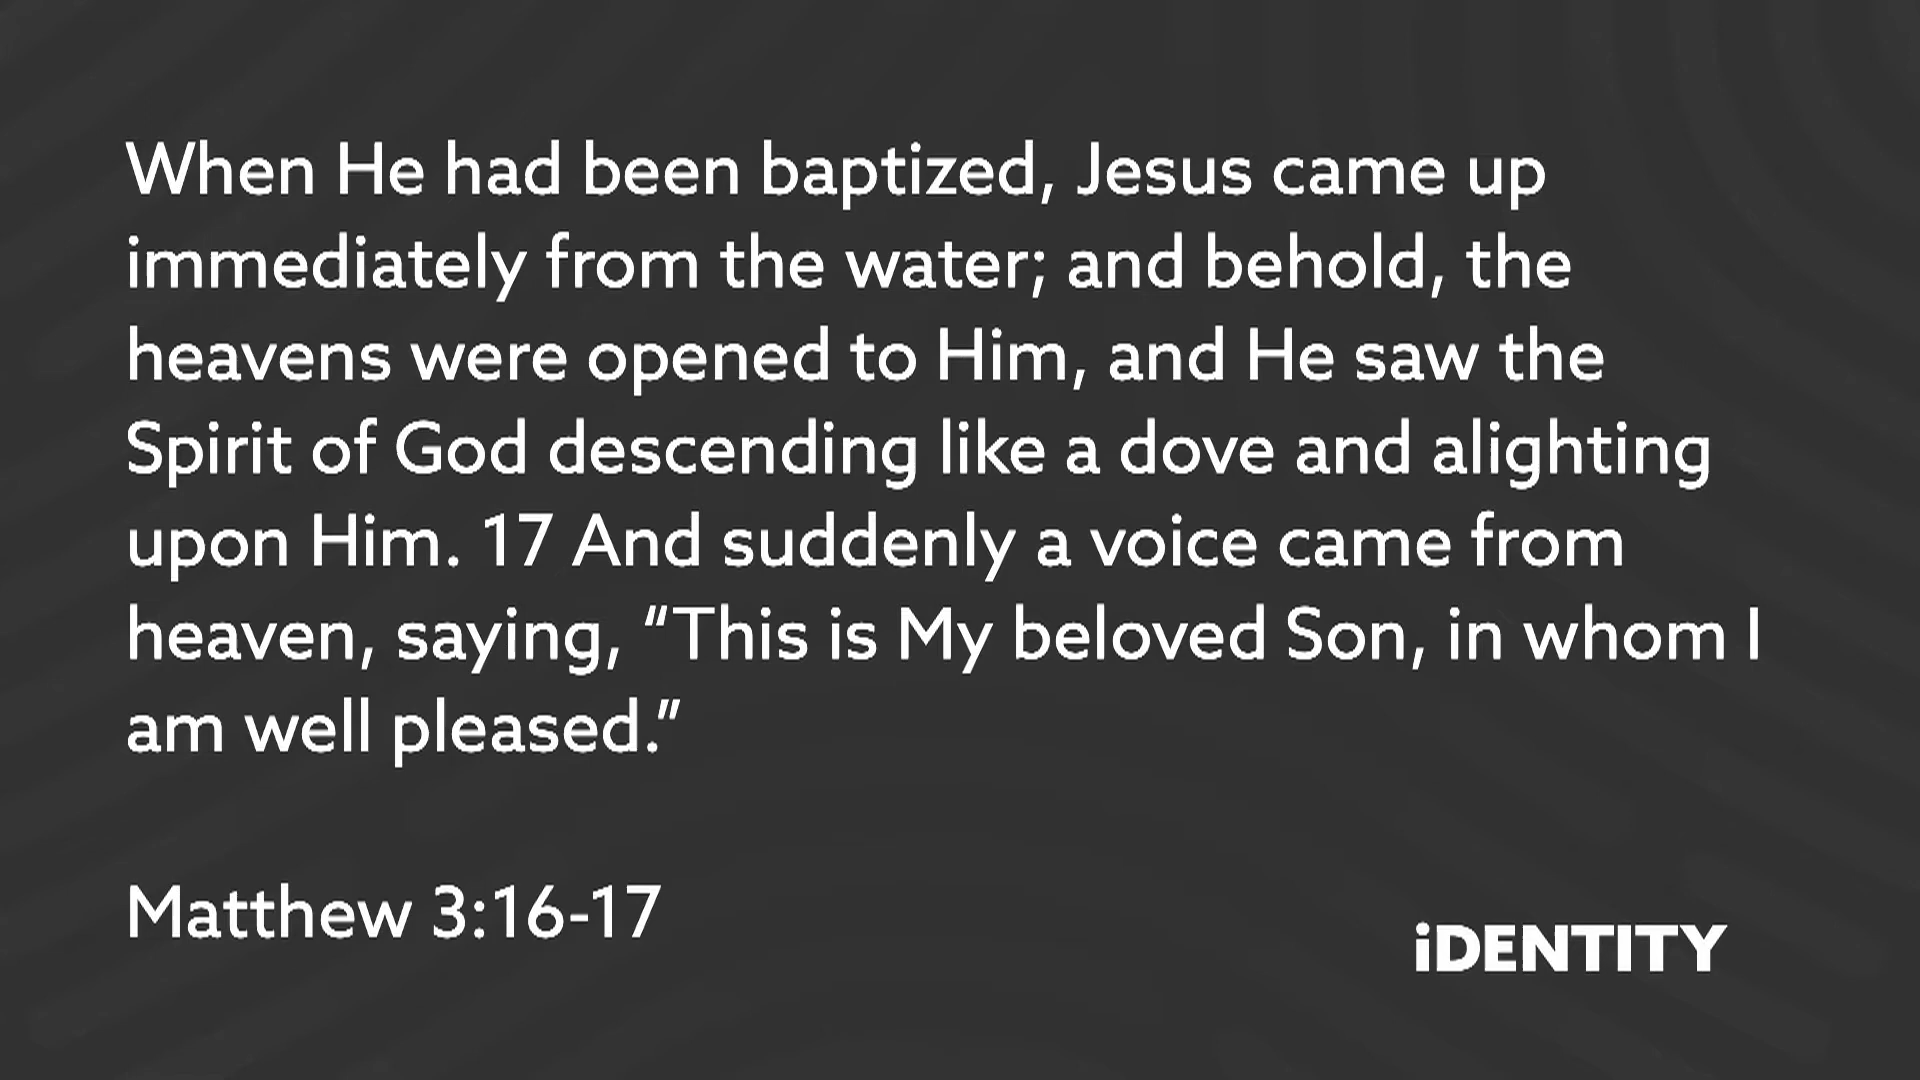 When He had been baptized, Jesus came up
immediately from the water; and behold, the
heavens were opened to Him, and He saw the
Spirit of God descending like a dove and alighting
upon Him. 17 And suddenly a voice came from
heaven, saying, “This is My beloved Son, in whom I
am well pleased.”
Matthew 3:16-17
iDENTITY